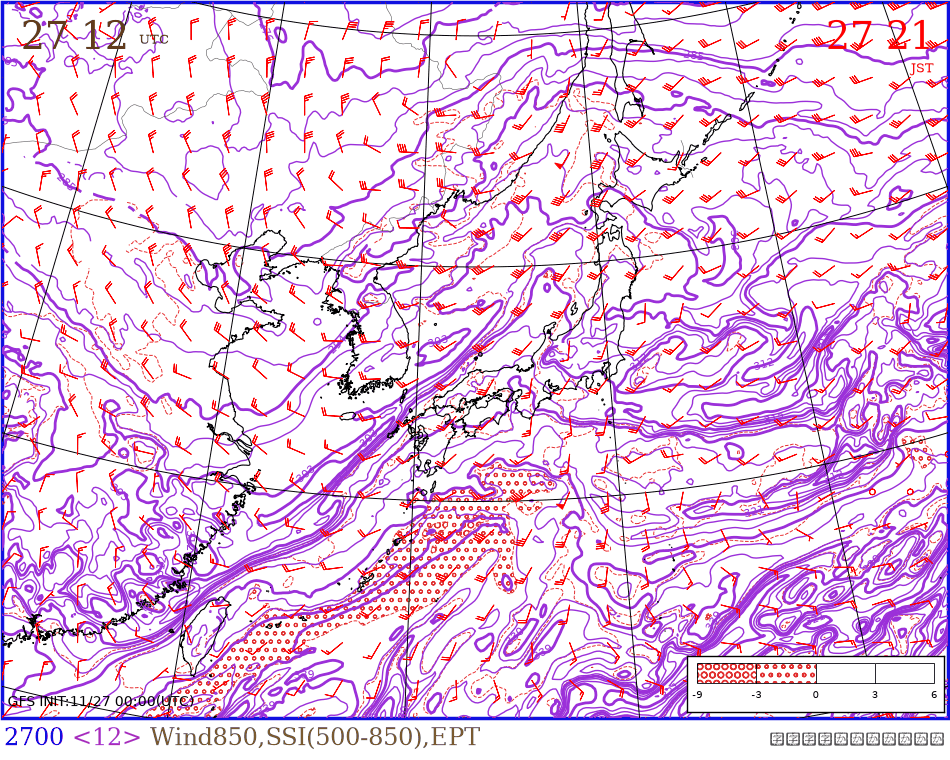 27 12 UTC
27 21
JST
GFS INIT:11/27 00:00(UTC)
-9 -3 0 3 6
2700 <12> Wind850,SSI(500-850),EPT